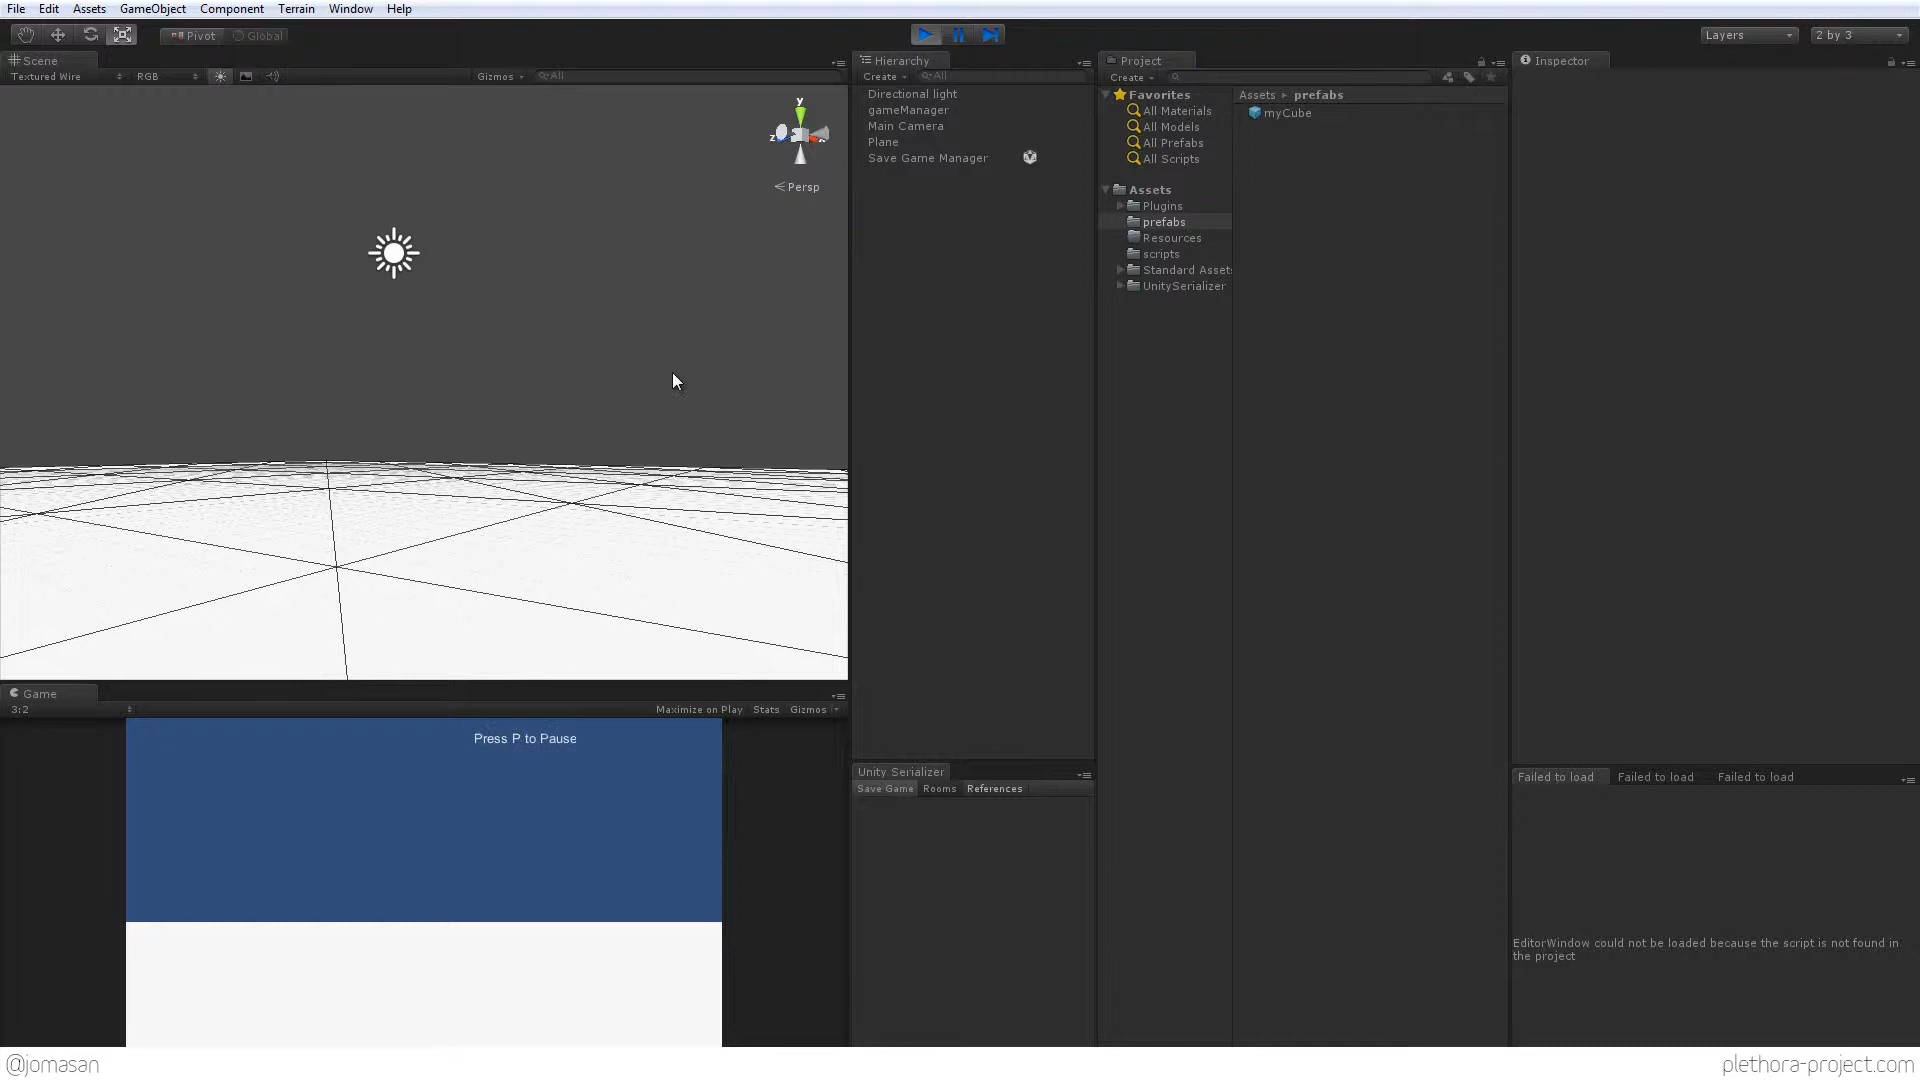 File Edit Assets GameObject Component Terrain Window Help
Pivot Global Layers 2 by 3
Scene
Textured Wire RGB Gizmos All
y
z x
Persp
Hierarchy
Create All
Directional light
gameManager
Main Camera
Plane
Save Game Manager
Project
Create
Favorites
All Materials
All Models
All Prefabs
All Scripts
Assets
Plugins
prefabs
Resources
scripts
Standard Assets
UnitySerializer
Assets prefabs
myCube
Inspector
Game
3:2 Maximize on Play Stats Gizmos
Press P to Pause
Unity Serializer
Save Game Rooms References
Failed to load Failed to load Failed to load
EditorWindow could not be loaded because the script is not found in
the project
@jomasan
plethora-project.com